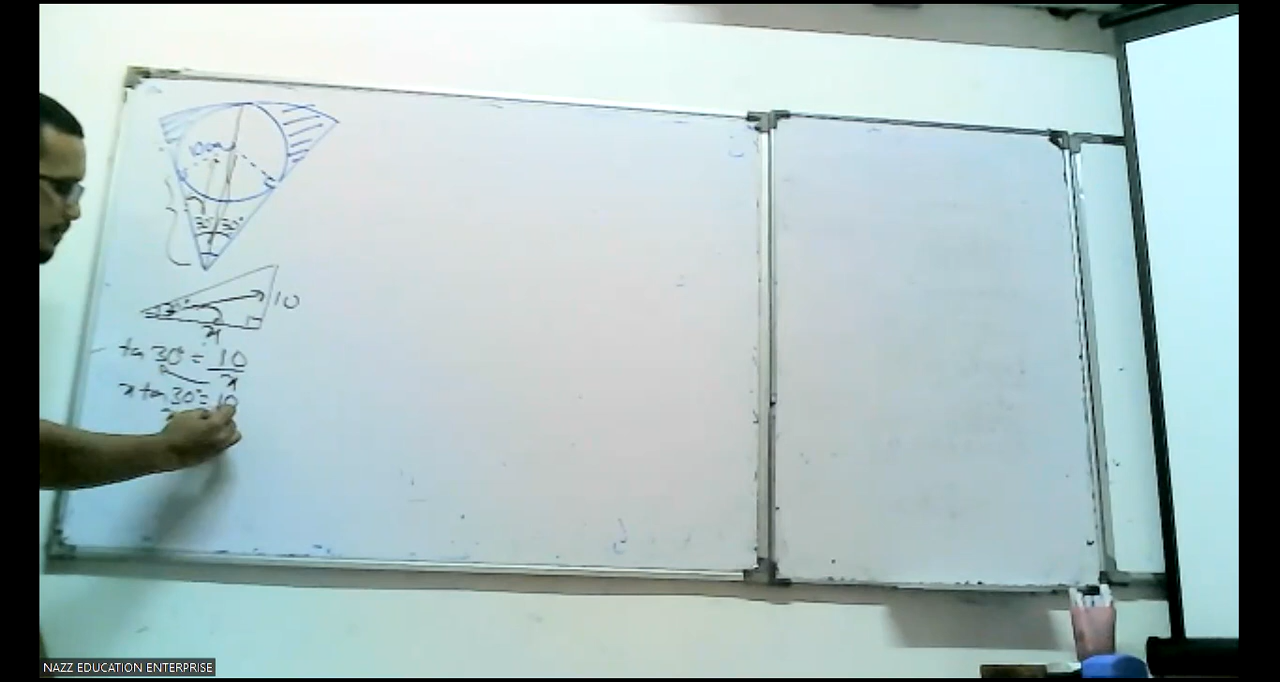 10cm
30° 30°
10
x
tan 30° = 10
x
x tan 30° = 10
NAZZ EDUCATION ENTERPRISE